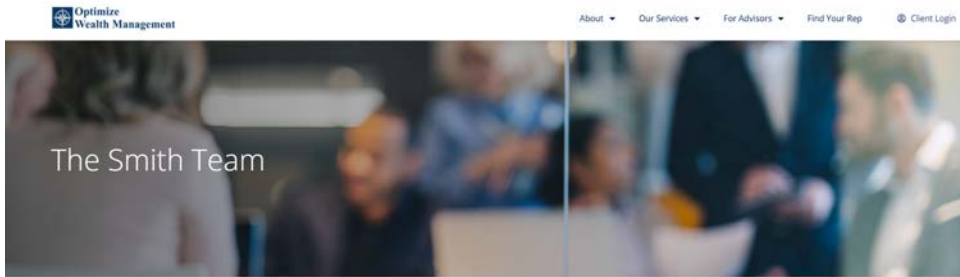 Optimize
Wealth Management
About
Our Services
For Advisors
Find Your Rep
Client Login
The Smith Team